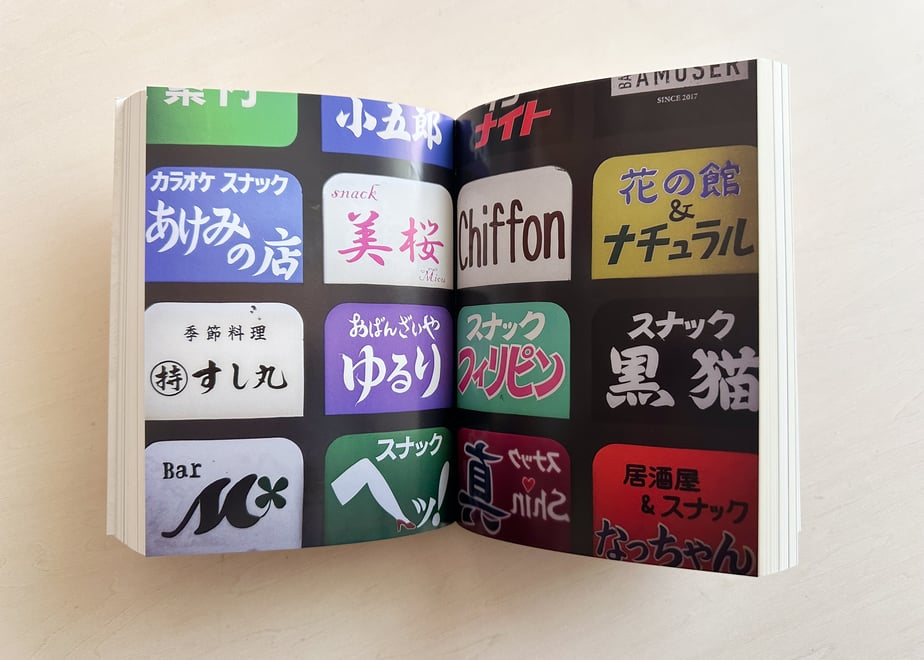 小五郎
ナイト
BAR AMUSER
SINCE 2017
カラオケ スナック
あけみの店
snack
美桜
Chiffon
花の館
&
ナチュラル
季節料理
持 すし丸
おばんざいや
ゆるり
スナック
フィリピン
スナック
黒猫
Bar
M
スナック
ヘッ!
スナック
真
Shin
居酒屋
& スナック
なっちゃん